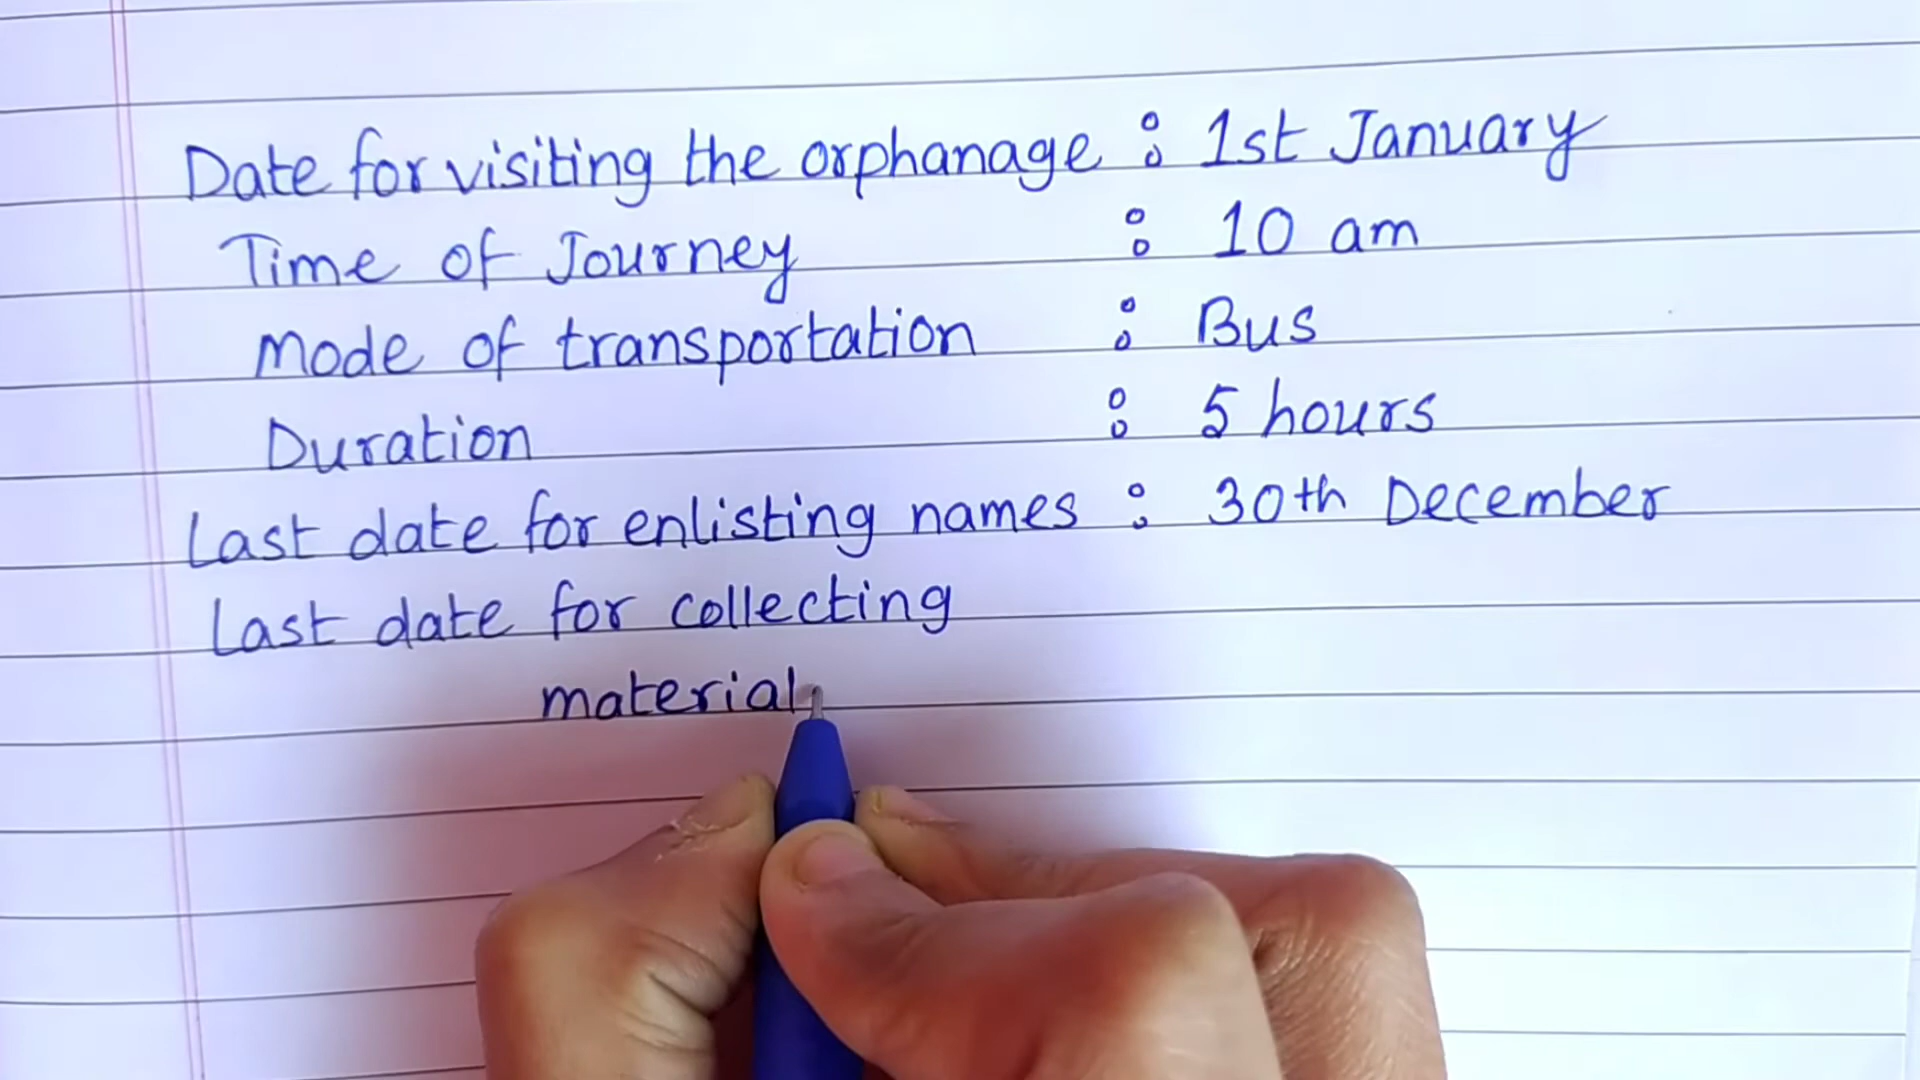 Date for visiting the orphanage : 1st January
Time of Journey : 10 am
Mode of transportation : Bus
Duration : 5 hours
Last date for enlisting names : 30th December
Last date for collecting
material